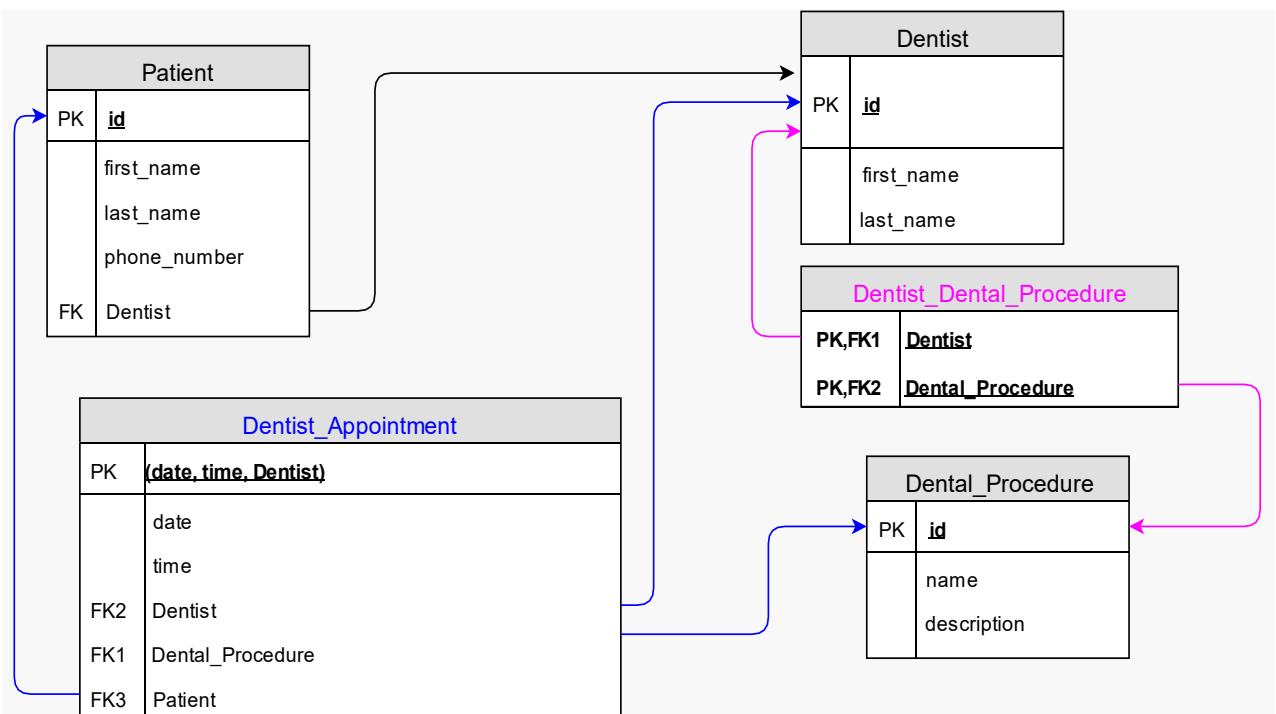 Patient
PK id
first_name
last_name
phone_number
FK Dentist
Dentist
PK id
first_name
last_name
Dentist_Dental_Procedure
PK,FK1 Dentist
PK,FK2 Dental_Procedure
Dentist_Appointment
PK (date, time, Dentist)
date
time
FK2 Dentist
FK1 Dental_Procedure
FK3 Patient
Dental_Procedure
PK id
name
description